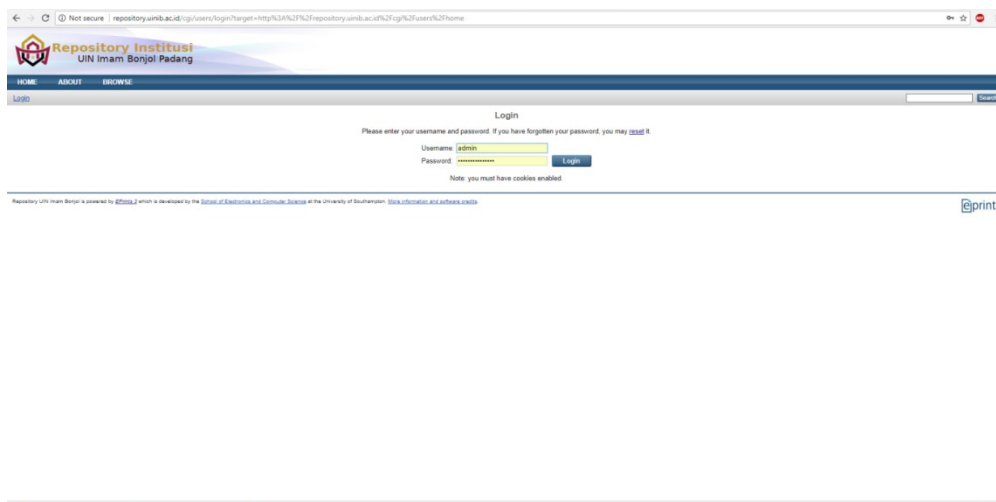 Not secure | repository.uinib.ac.id/cgi/users/login?target=http%3A%2F%2Frepository.uinib.ac.id%2Fcgi%2Fusers%2Fhome
Repository Institusi
UIN Imam Bonjol Padang
HOME ABOUT BROWSE
Login
Search
Login
Please enter your username and password. If you have forgotten your password, you may reset it.
Username: admin
Password: ••••••••••••••
Login
Note: you must have cookies enabled.
Repository UIN Imam Bonjol is powered by EPrints 3 which is developed by the School of Electronics and Computer Science at the University of Southampton. More information and software credits.
eprint